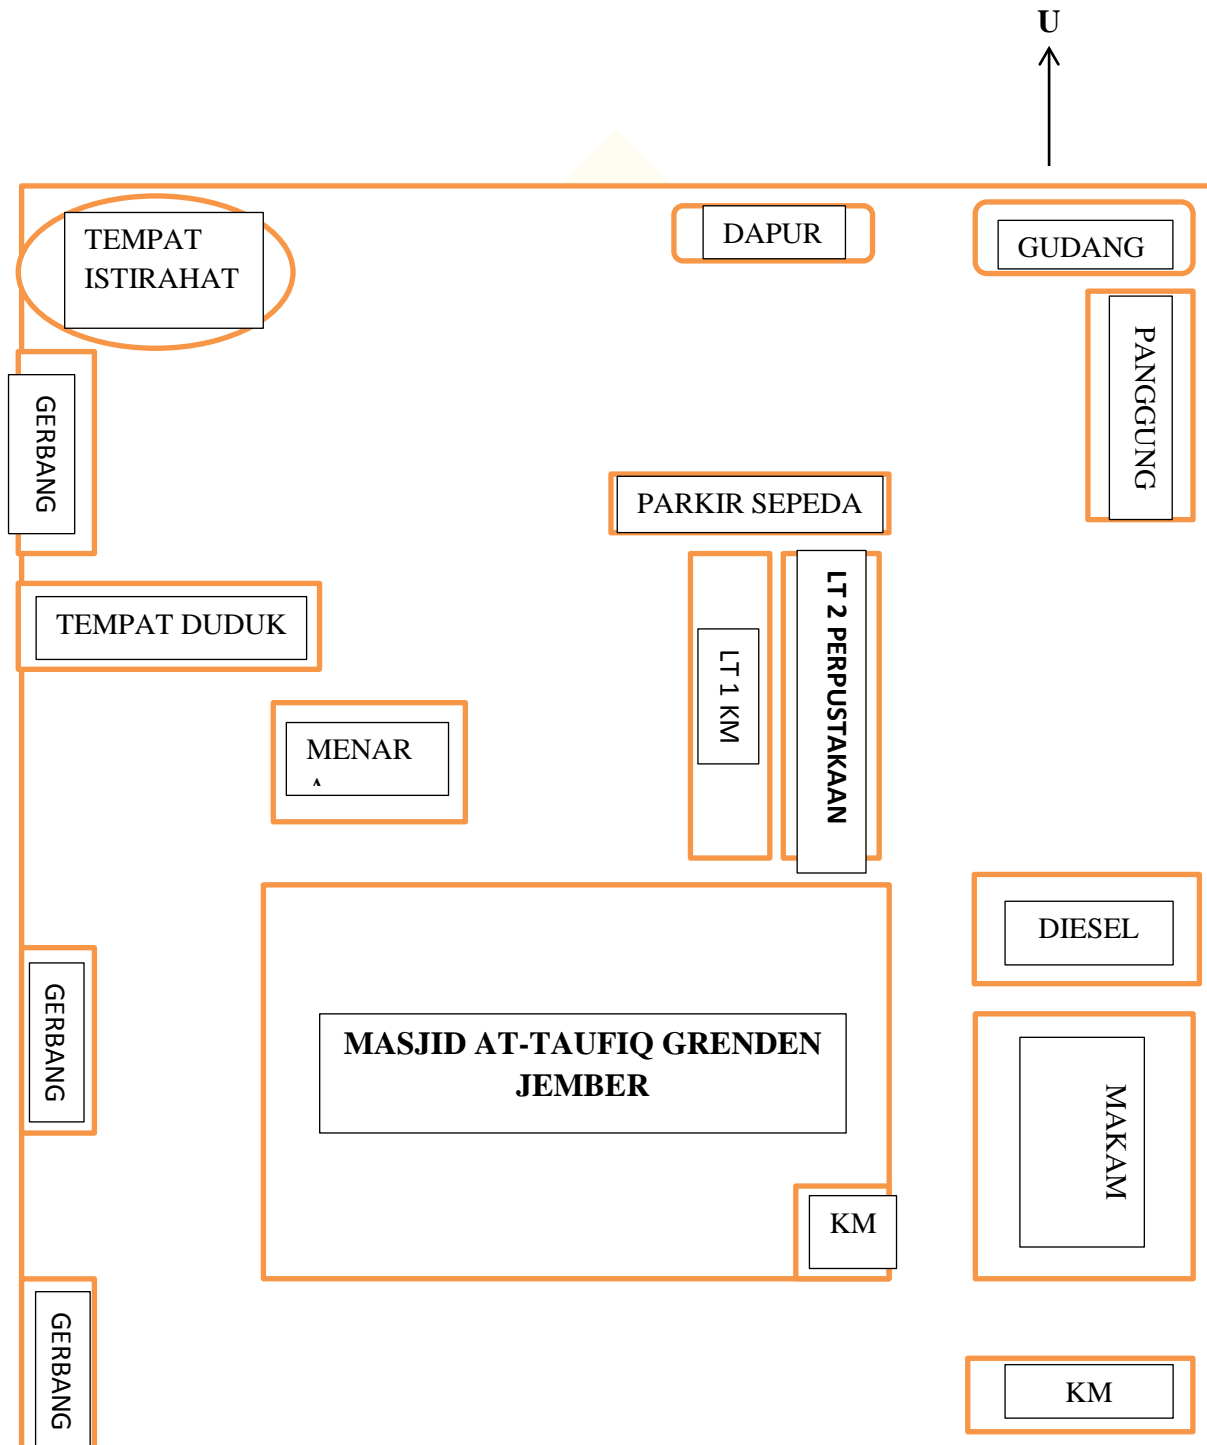 U
TEMPAT
ISTIRAHAT
DAPUR
GUDANG
PANGGUNG
GERBANG
PARKIR SEPEDA
LT 1 KM
LT 2 PERPUSTAKAAN
TEMPAT DUDUK
MENAR
A
DIESEL
GERBANG
MASJID AT-TAUFIQ GRENDEN
JEMBER
MAKAM
KM
GERBANG
KM